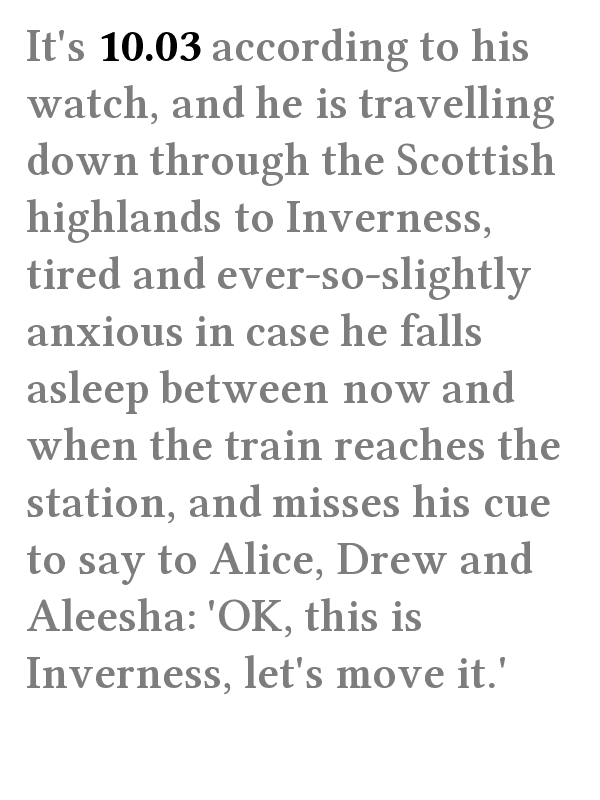 It's 10.03 according to his
watch, and he is travelling
down through the Scottish
highlands to Inverness,
tired and ever-so-slightly
anxious in case he falls
asleep between now and
when the train reaches the
station, and misses his cue
to say to Alice, Drew and
Aleesha: 'OK, this is
Inverness, let's move it.'